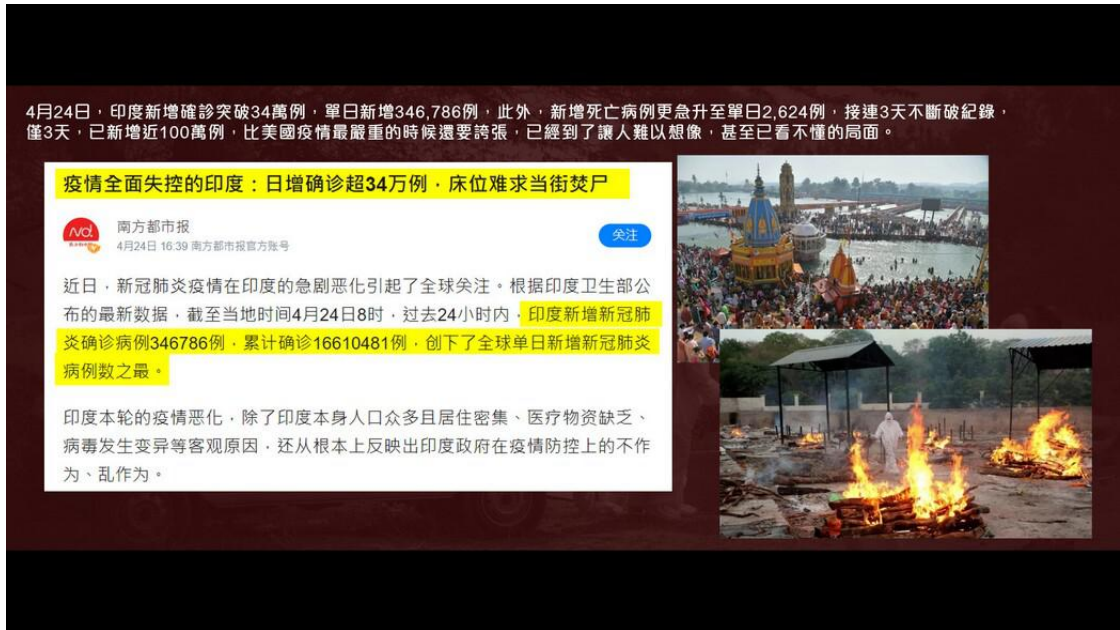 4月24日，印度新增確診突破34萬例，單日新增346,786例，此外，新增死亡病例更急升至單日2,624例，接連3天不斷破紀錄，
僅3天，已新增近100萬例，比美國疫情最嚴重的時候還要誇張，已經到了讓人難以想像，甚至已看不懂的局面。
疫情全面失控的印度：日增确诊超34万例，床位难求当街焚尸
南方都市报
4月24日 16:39 南方都市报官方账号
关注
近日，新冠肺炎疫情在印度的急剧恶化引起了全球关注。根据印度卫生部公
布的最新数据，截至当地时间4月24日8时，过去24小时内，印度新增新冠肺
炎确诊病例346786例，累计确诊16610481例，创下了全球单日新增新冠肺炎
病例数之最。
印度本轮的疫情恶化，除了印度本身人口众多且居住密集、医疗物资缺乏、
病毒发生变异等客观原因，还从根本上反映出印度政府在疫情防控上的不作
为、乱作为。